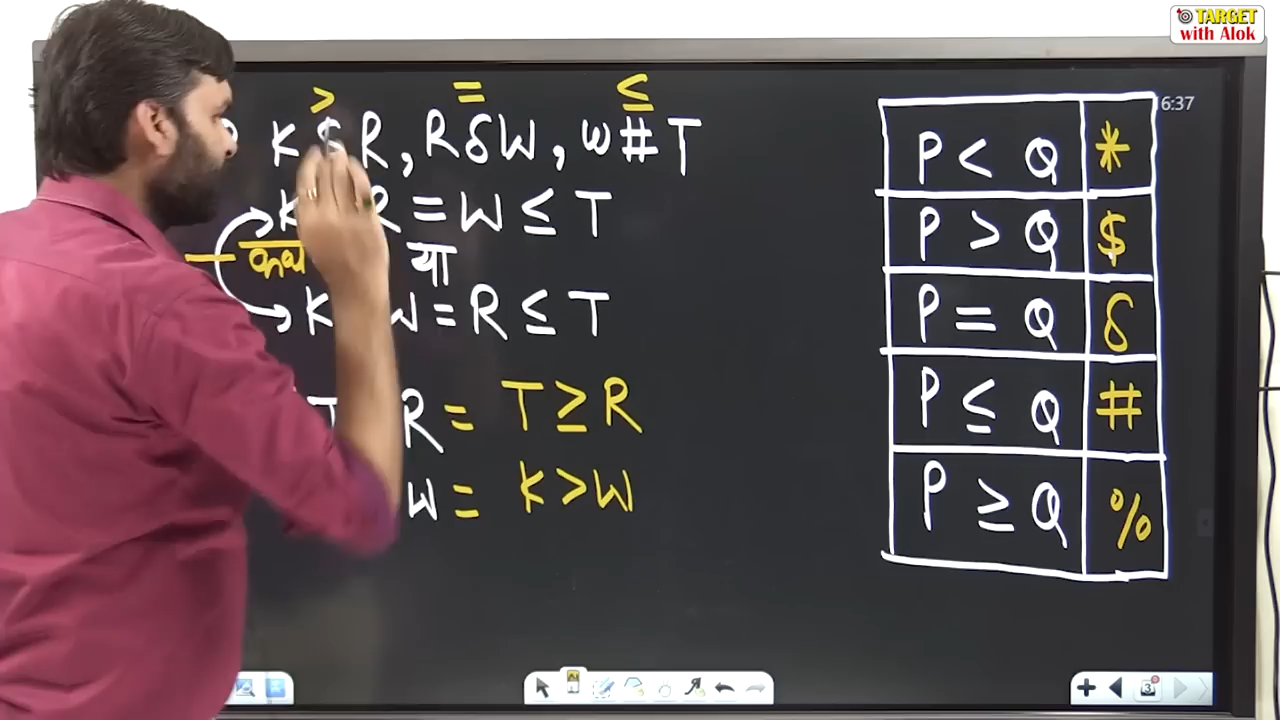 TARGET
with Alok
16:37
> = ≤
K $ R, R δ W, W # T
K R = W ≤ T
या
K W = R ≤ T
T R = T ≥ R
W = K > W
P < Q *
P > Q $
P = Q δ
P ≤ Q #
P ≥ Q %